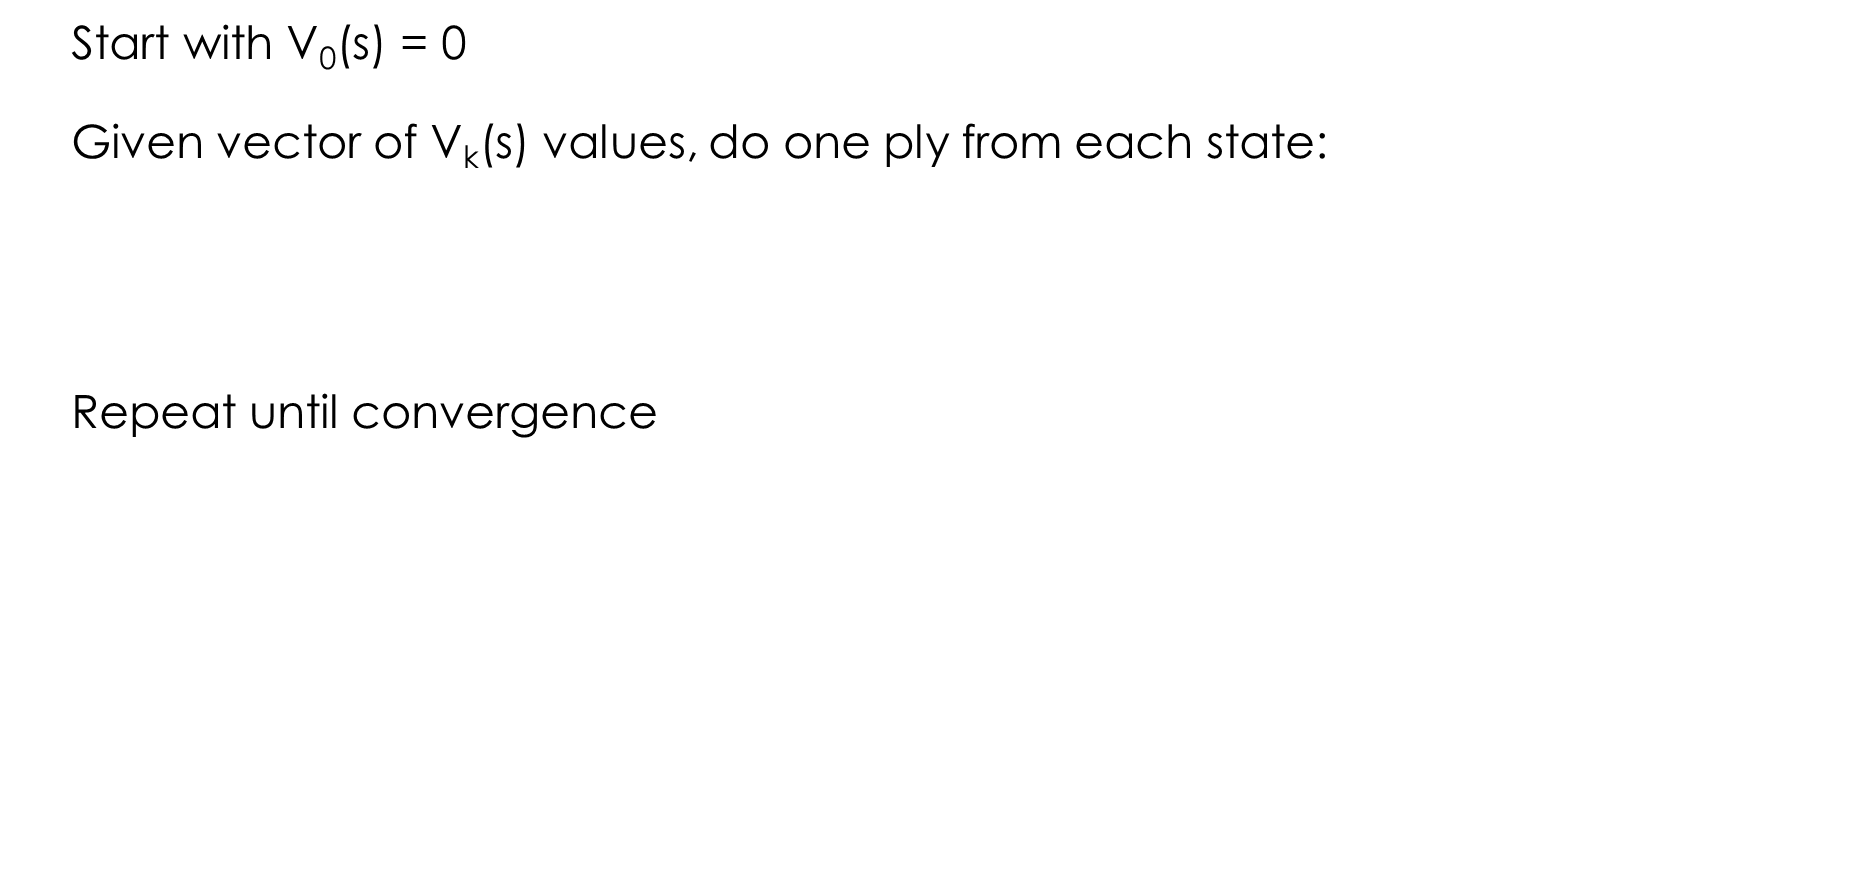 Start with V₀(s) = 0
Given vector of Vₖ(s) values, do one ply from each state:
Repeat until convergence